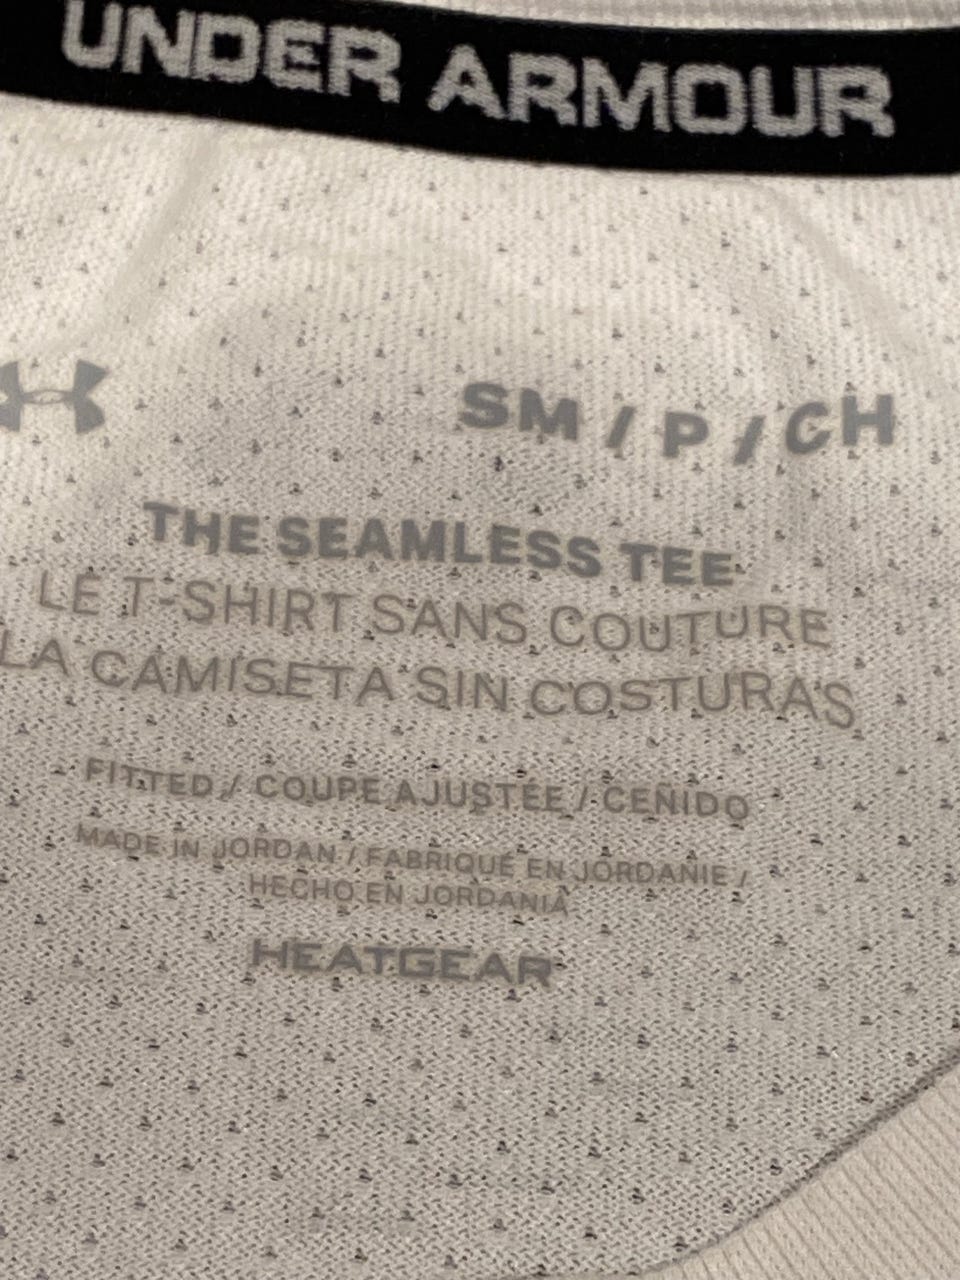 UNDER ARMOUR
SM / P / CH
THE SEAMLESS TEE
LE T-SHIRT SANS COUTURE
LA CAMISETA SIN COSTURAS
FITTED / COUPE AJUSTÉE / CEÑIDO
MADE IN JORDAN / FABRIQUÉ EN JORDANIE /
HECHO EN JORDANIA
HEATGEAR